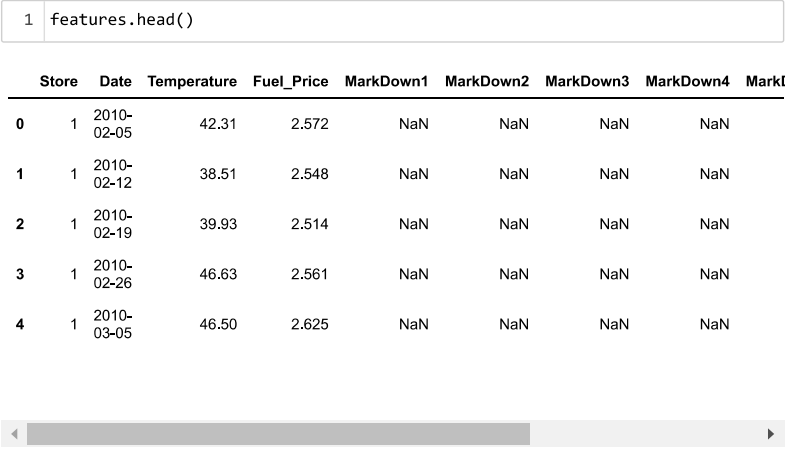 1 features.head()
Store Date Temperature Fuel_Price MarkDown1 MarkDown2 MarkDown3 MarkDown4
0 1 2010-
02-05 42.31 2.572 NaN NaN NaN NaN
1 1 2010-
02-12 38.51 2.548 NaN NaN NaN NaN
2 1 2010-
02-19 39.93 2.514 NaN NaN NaN NaN
3 1 2010-
02-26 46.63 2.561 NaN NaN NaN NaN
4 1 2010-
03-05 46.50 2.625 NaN NaN NaN NaN